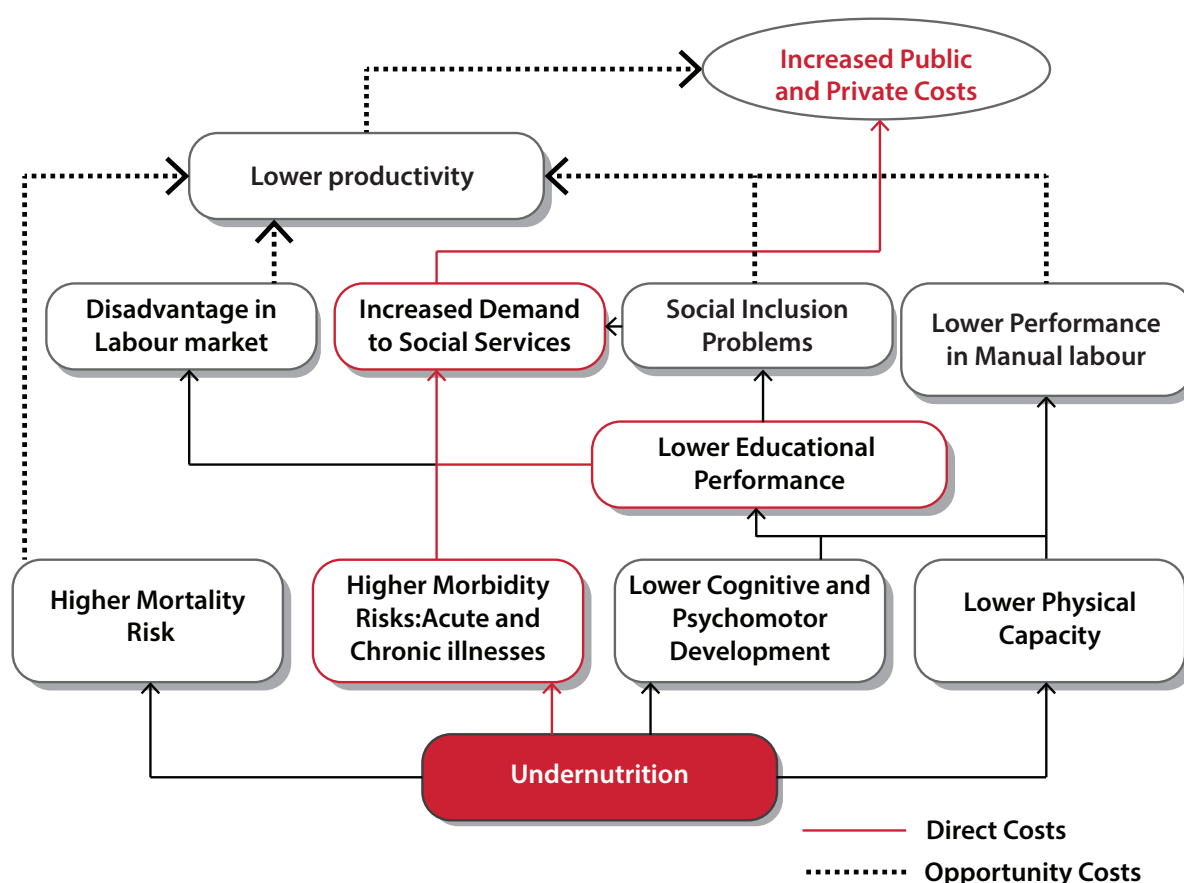 Increased Public
and Private Costs
Lower productivity
Disadvantage in
Labour market
Increased Demand
to Social Services
Social Inclusion
Problems
Lower Performance
in Manual labour
Lower Educational
Performance
Higher Mortality
Risk
Higher Morbidity
Risks:Acute and
Chronic illnesses
Lower Cognitive and
Psychomotor
Development
Lower Physical
Capacity
Undernutrition
Direct Costs
Opportunity Costs